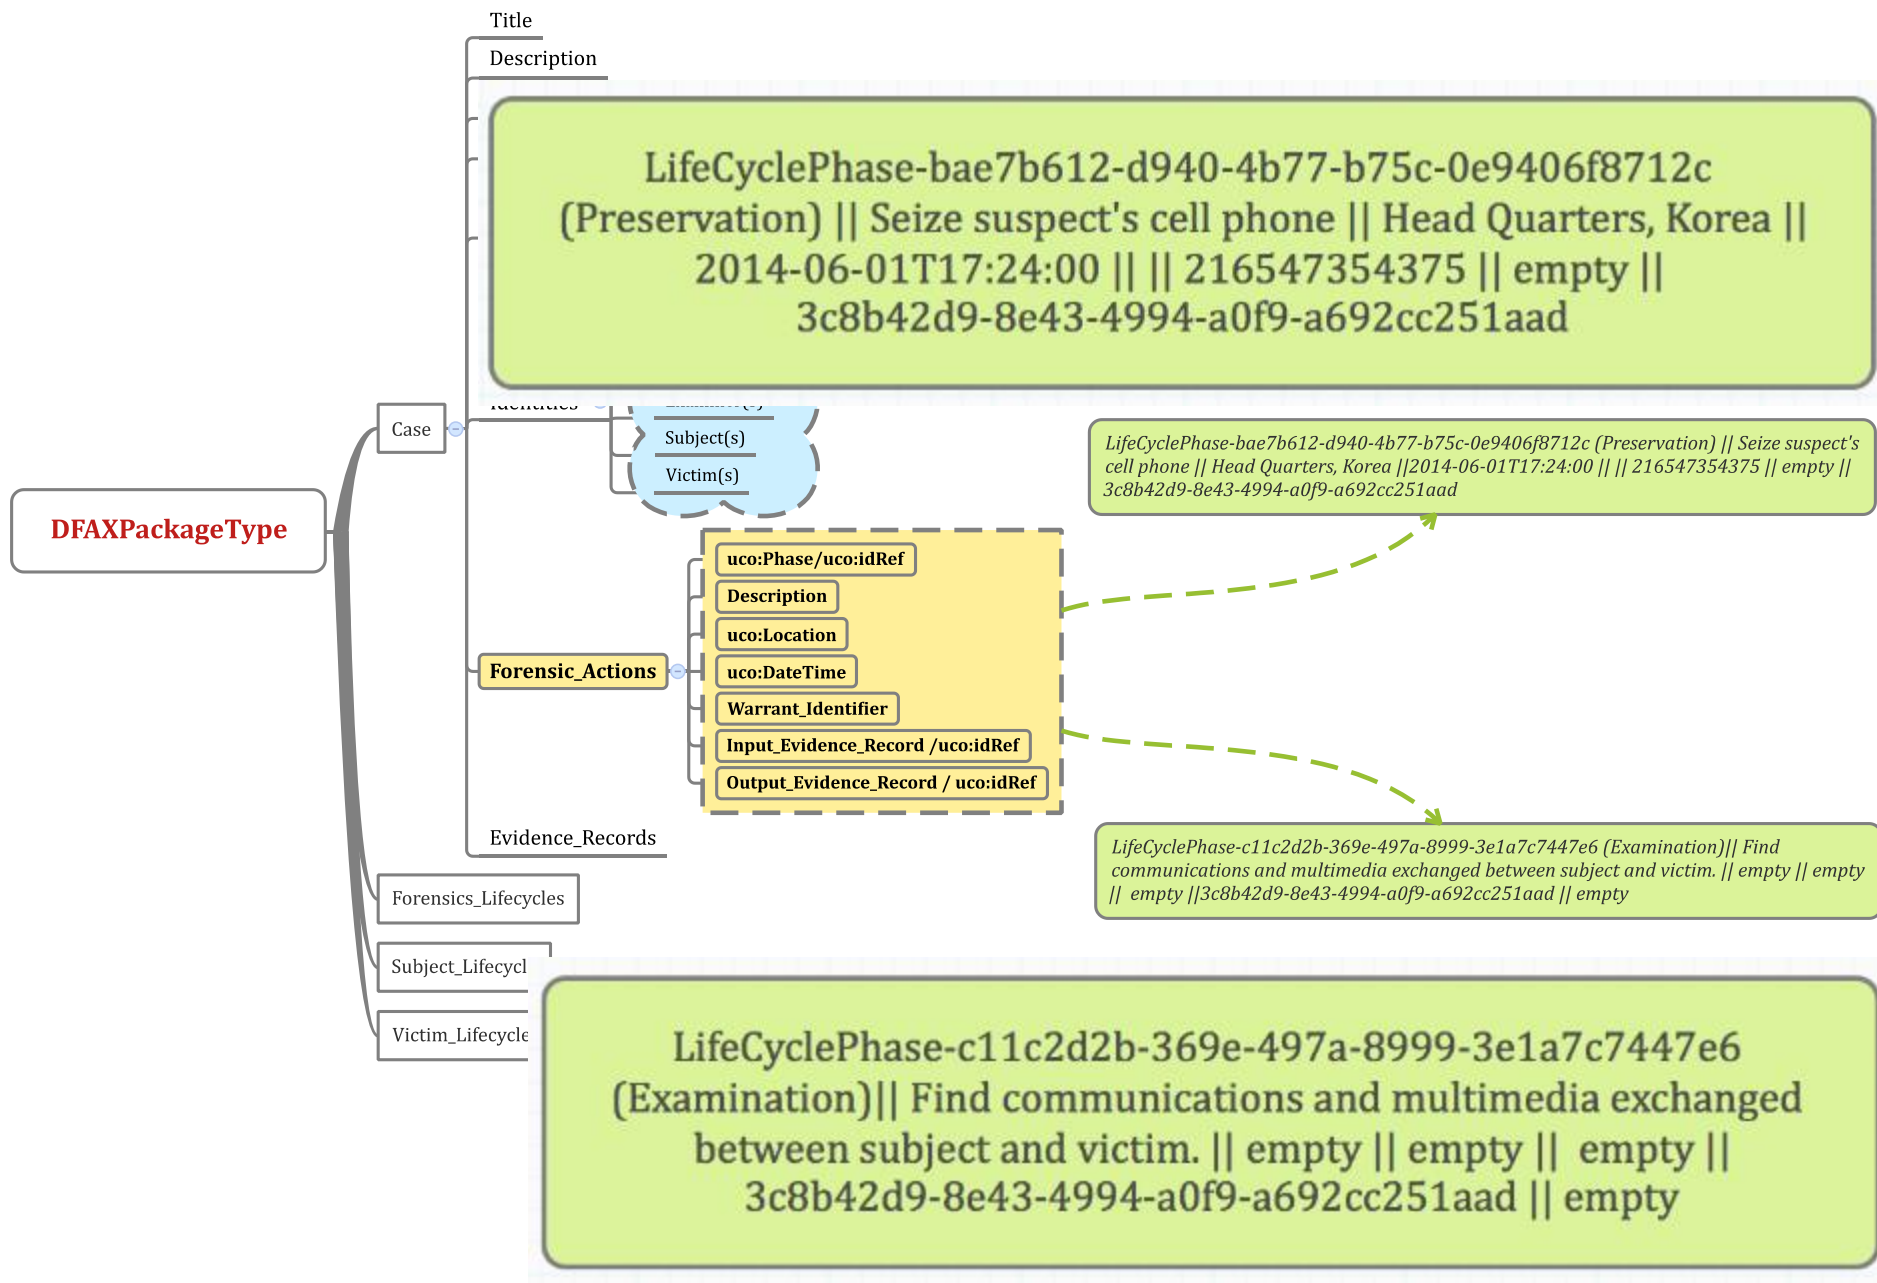 Title
Description
LifeCyclePhase-bae7b612-d940-4b77-b75c-0e9406f8712c
(Preservation) || Seize suspect's cell phone || Head Quarters, Korea ||
2014-06-01T17:24:00 || || 216547354375 || empty ||
3c8b42d9-8e43-4994-a0f9-a692cc251aad
Identities
Subject(s)
Victim(s)
Case
LifeCyclePhase-bae7b612-d940-4b77-b75c-0e9406f8712c (Preservation) || Seize suspect's
cell phone || Head Quarters, Korea ||2014-06-01T17:24:00 || || 216547354375 || empty ||
3c8b42d9-8e43-4994-a0f9-a692cc251aad
DFAXPackageType
uco:Phase/uco:idRef
Description
uco:Location
uco:DateTime
Warrant_Identifier
Input_Evidence_Record /uco:idRef
Output_Evidence_Record / uco:idRef
Forensic_Actions
Evidence_Records
LifeCyclePhase-c11c2d2b-369e-497a-8999-3e1a7c7447e6 (Examination)|| Find
communications and multimedia exchanged between subject and victim. || empty || empty
||  empty ||3c8b42d9-8e43-4994-a0f9-a692cc251aad || empty
Forensics_Lifecycles
Subject_Lifecycl
Victim_Lifecycle
LifeCyclePhase-c11c2d2b-369e-497a-8999-3e1a7c7447e6
(Examination)|| Find communications and multimedia exchanged
between subject and victim. || empty || empty ||  empty ||
3c8b42d9-8e43-4994-a0f9-a692cc251aad || empty